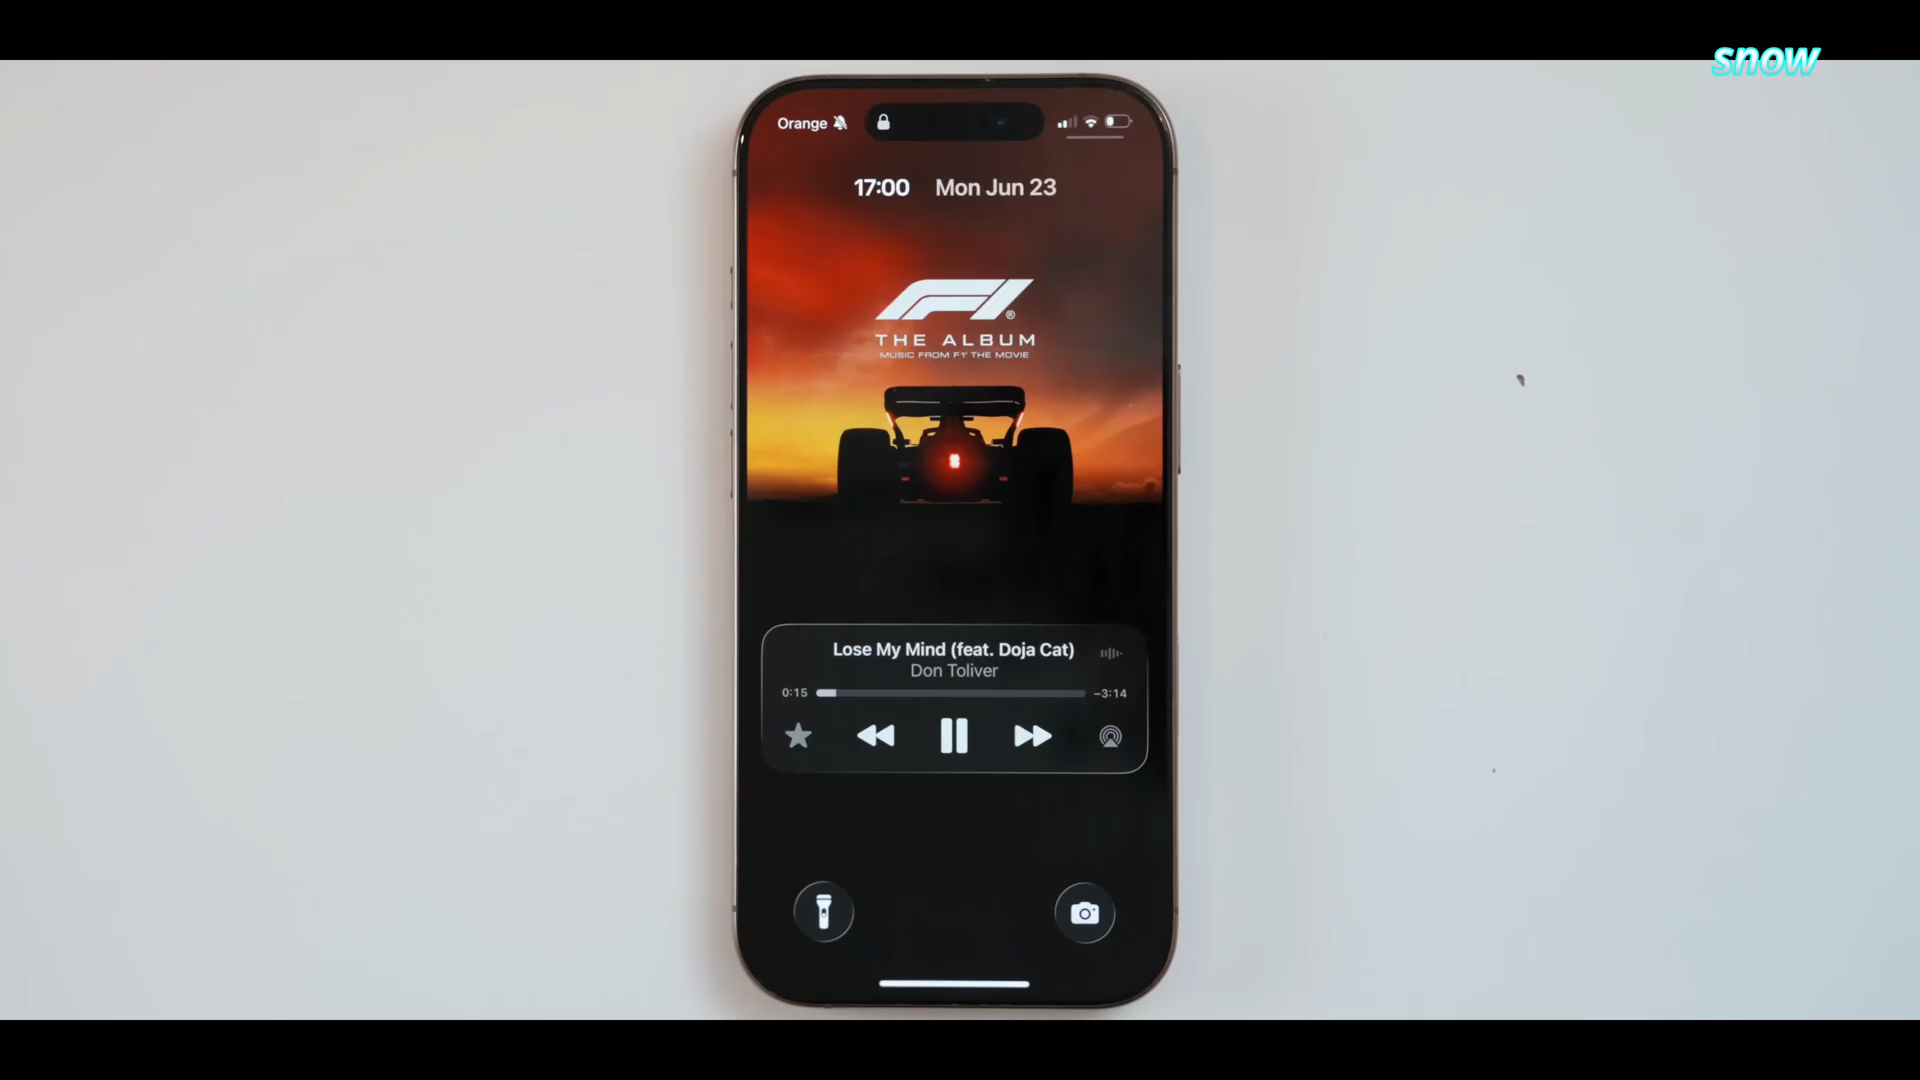 snow
Orange
17:00 Mon Jun 23
F1®
THE ALBUM
MUSIC FROM F1® THE MOVIE
Lose My Mind (feat. Doja Cat)
Don Toliver
0:15 -3:14